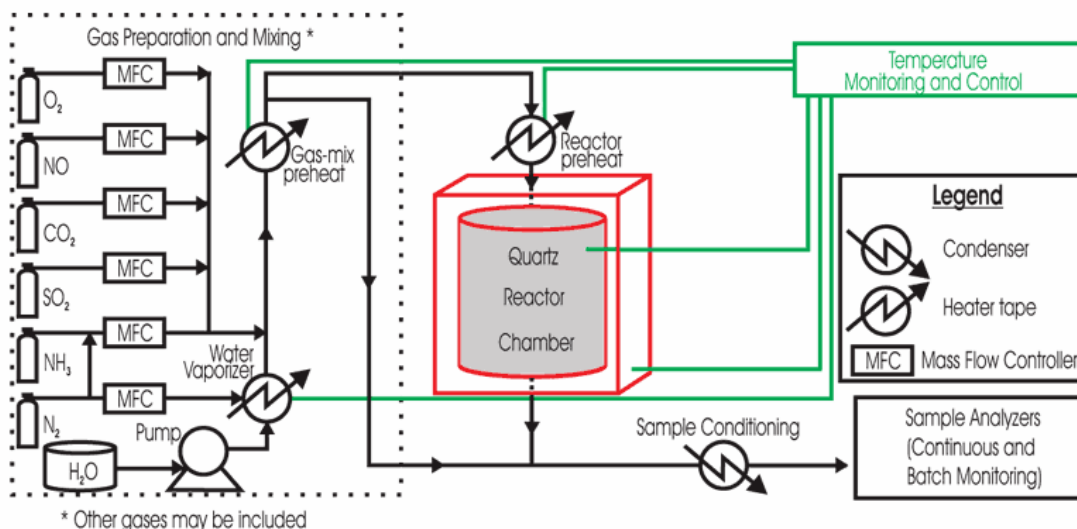 Gas Preparation and Mixing *
MFC
O₂
MFC
NO
MFC
CO₂
MFC
SO₂
MFC
NH₃
MFC
N₂
H₂O
Pump
Water
Vaporizer
Gas-mix
preheat
* Other gases may be included
Reactor
preheat
Quartz
Reactor
Chamber
Temperature
Monitoring and Control
Legend
Condenser
Heater tape
MFC Mass Flow Controller
Sample Conditioning
Sample Analyzers
(Continuous and
Batch Monitoring)